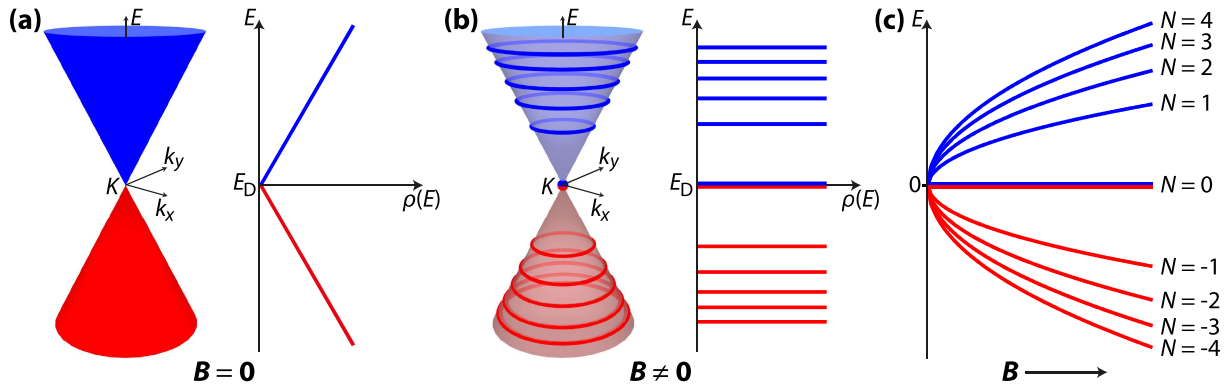 (a)
E
K
k_y
k_x
E
E_D
ρ(E)
B = 0
(b)
E
K
k_y
k_x
E
E_D
ρ(E)
B ≠ 0
(c)
E
0
N = 4
N = 3
N = 2
N = 1
N = 0
N = -1
N = -2
N = -3
N = -4
B